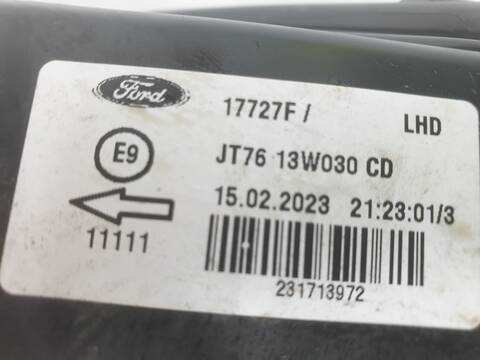 Ford 17727F / LHD
E9 JT76 13W030 CD
15.02.2023 21:23:01/3
11111
231713972